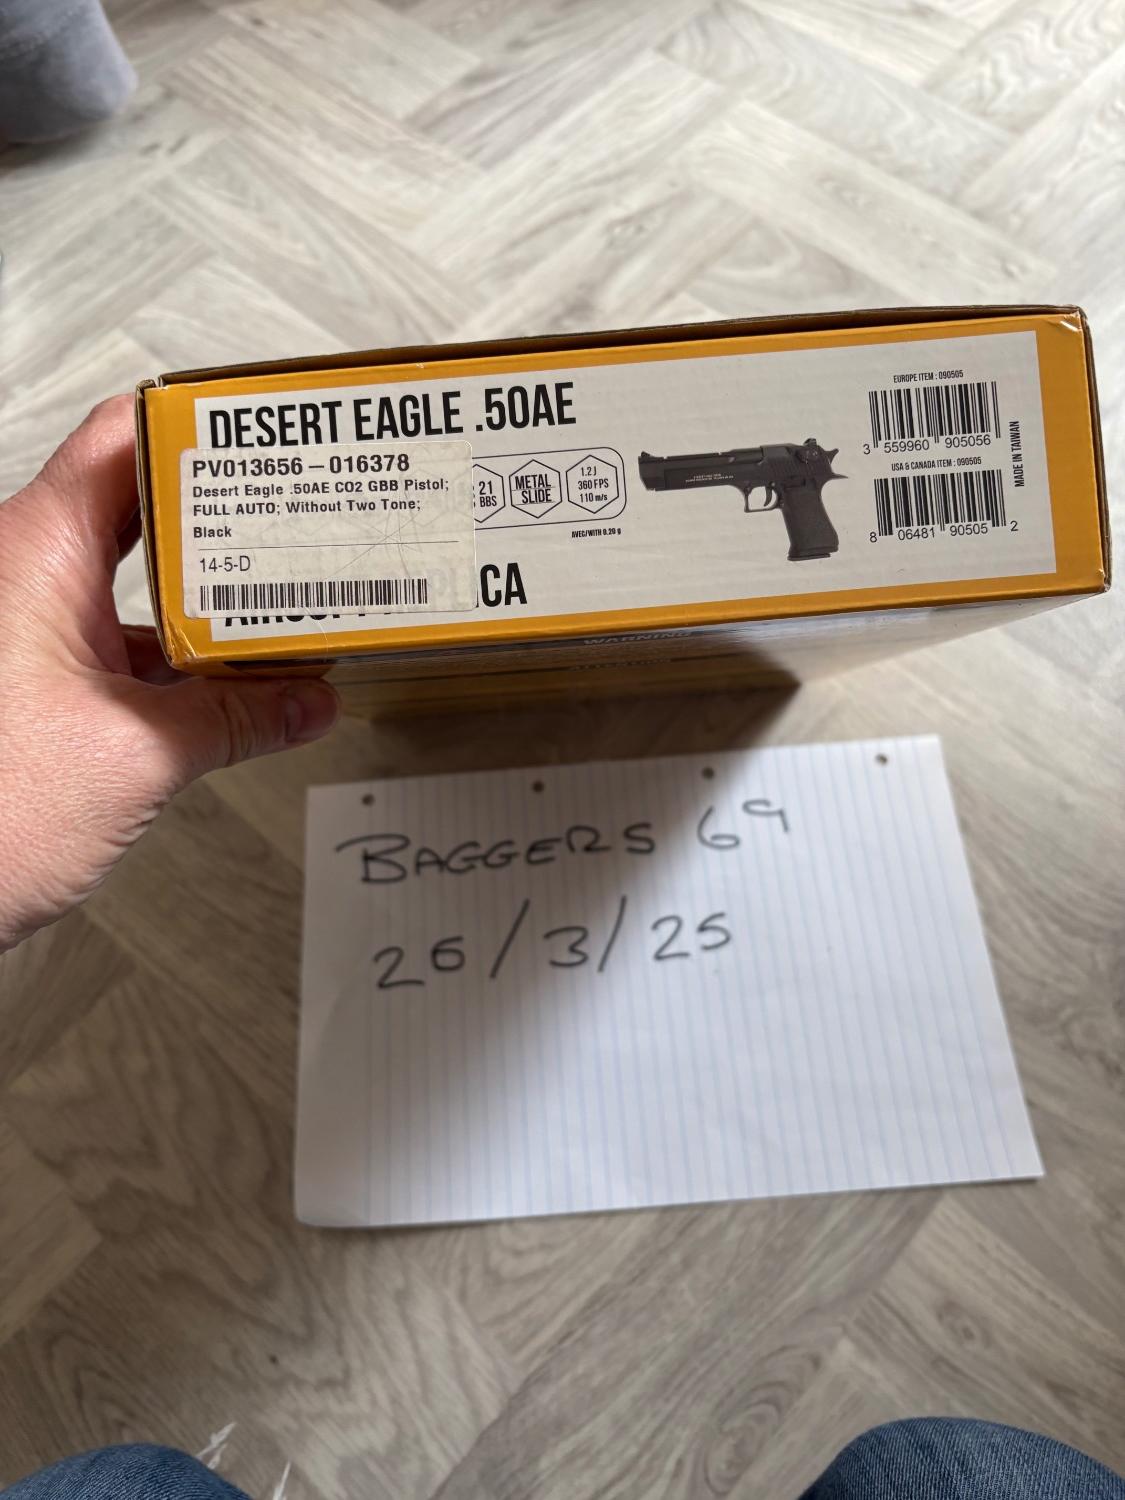 DESERT EAGLE .50AE
PV013656 – 016378
Desert Eagle .50AE CO2 GBB Pistol;
FULL AUTO; Without Two Tone;
Black
14-5-D
21
BBS
METAL
SLIDE
1.2 J
360 FPS
110 m/s
AVEC/WITH 0.20 g
EUROPE ITEM : 090505
3 559960 905056
USA & CANADA ITEM : 090505
8 06481 90505 2
MADE IN TAIWAN
WARNING
ATTENTION
BAGGERS 69
26/3/25